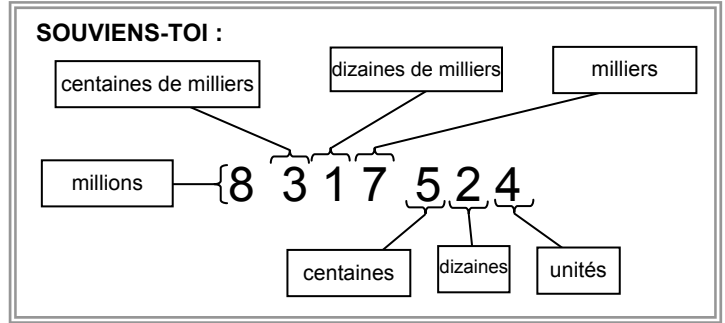 SOUVIENS-TOI :
centaines de milliers
dizaines de milliers
milliers
millions
8 317 524
centaines
dizaines
unités